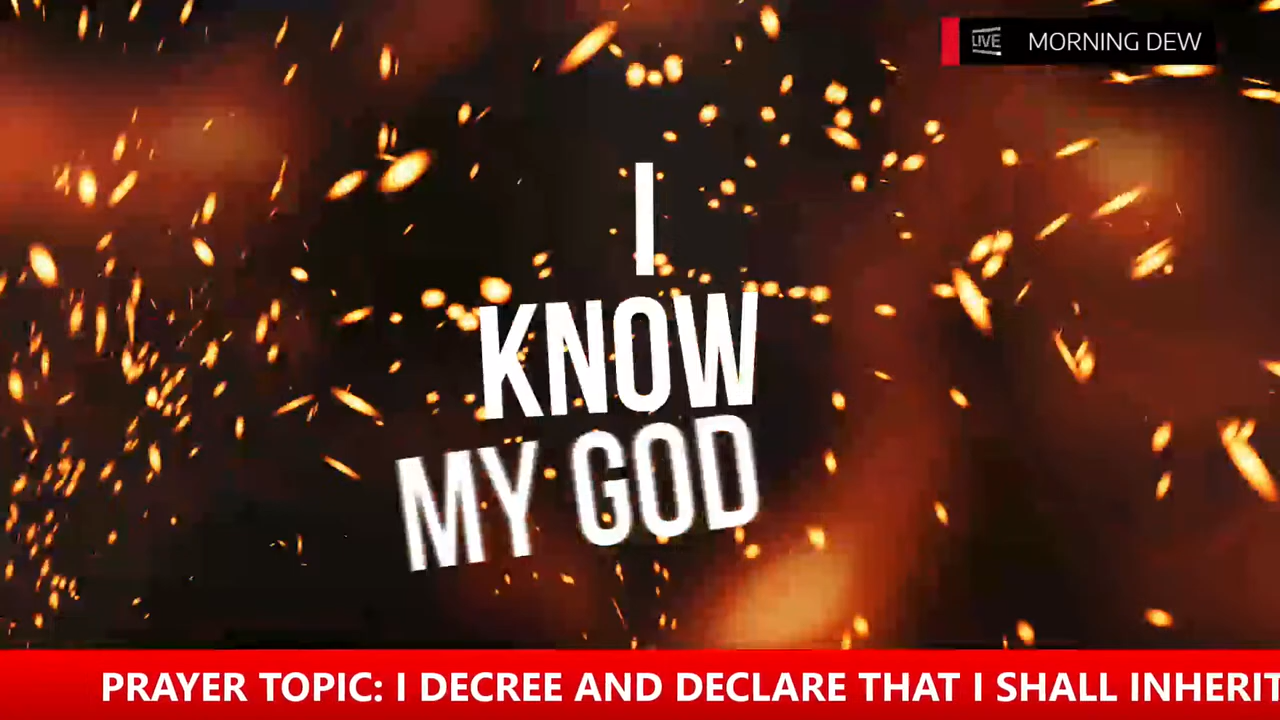 LIVE MORNING DEW
I
KNOW
MY GOD
PRAYER TOPIC: I DECREE AND DECLARE THAT I SHALL INHERIT